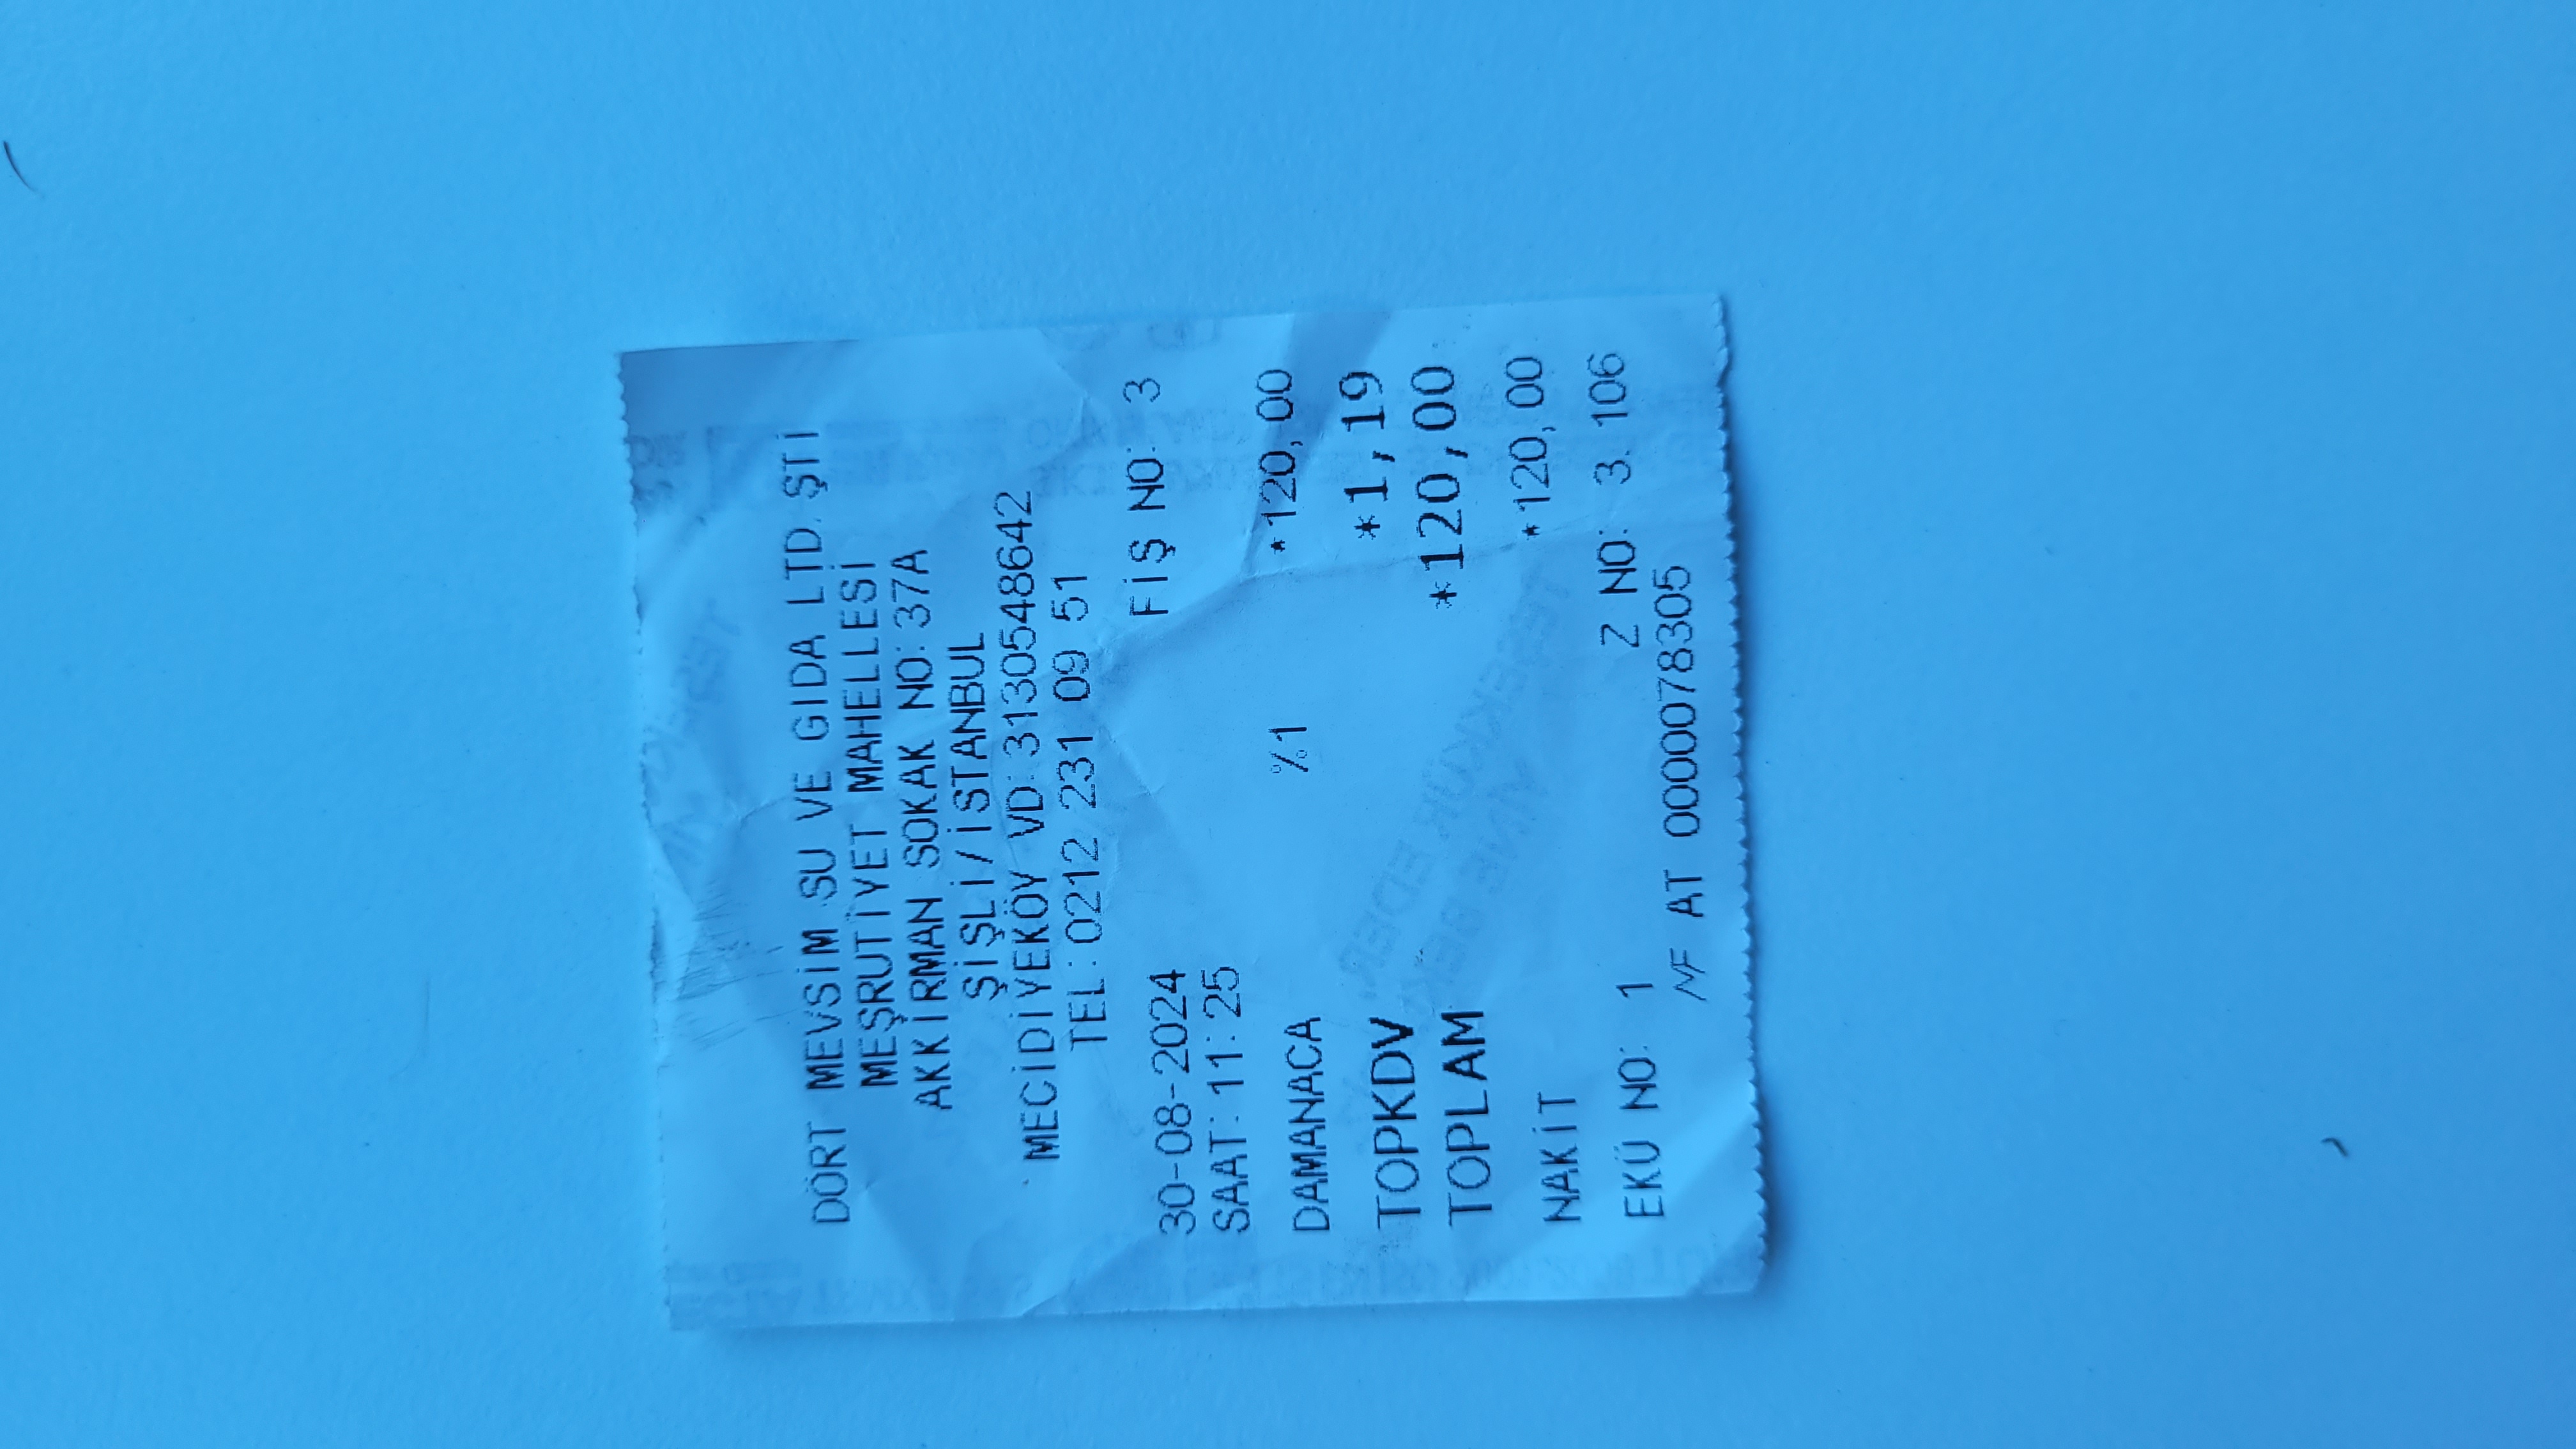 DÖRT MEVSİM SU VE GIDA LTD. ŞTİ
MEŞRUTİYET MAHELLESİ
AKKİRMAN SOKAK NO: 37A
ŞİŞLİ/İSTANBUL
MECİDİYEKÖY VD: 3130548642
TEL: 0212 231 09 51
30-08-2024 FİŞ NO: 3
SAAT: 11: 25
DAMANACA %1 *120,00
TOPKDV *1,19
TOPLAM *120,00
NAKİT *120,00
EKÜ NO: 1 Z NO: 3.106
MF AT 0000078305